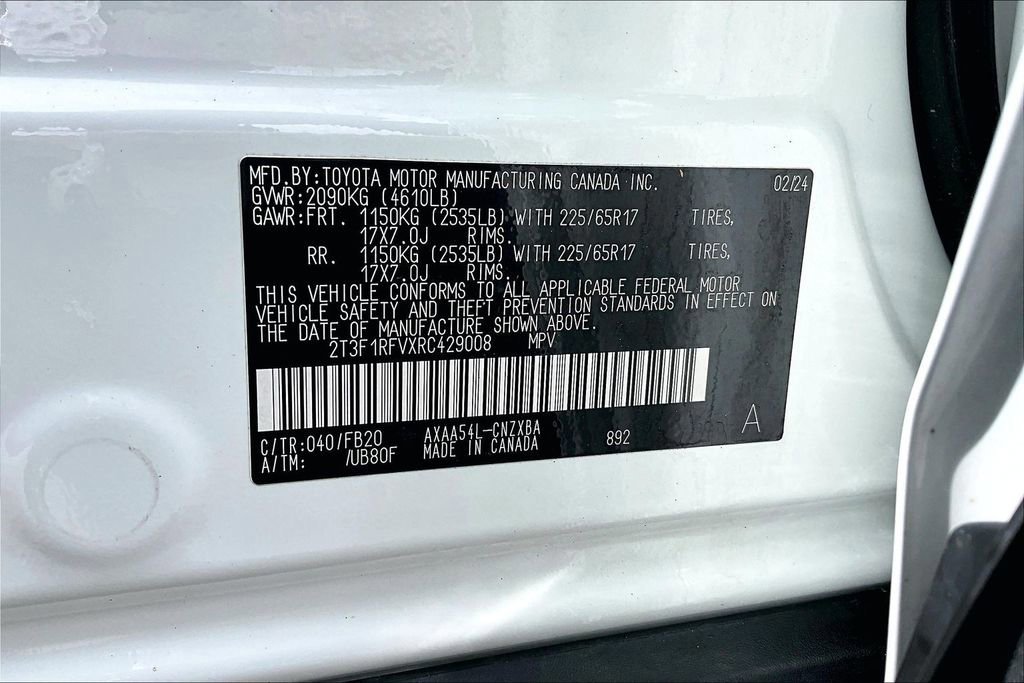 MFD.BY:TOYOTA MOTOR MANUFACTURING CANADA INC. 02/24
GVWR:2090KG (4610LB)
GAWR:FRT. 1150KG (2535LB) WITH 225/65R17 TIRES,
17X7.0J RIMS.
RR. 1150KG (2535LB) WITH 225/65R17 TIRES,
17X7.0J RIMS.
THIS VEHICLE CONFORMS TO ALL APPLICABLE FEDERAL MOTOR
VEHICLE SAFETY AND THEFT PREVENTION STANDARDS IN EFFECT ON
THE DATE OF MANUFACTURE SHOWN ABOVE.
2T3F1RFVXRC429008 MPV
C/TR:040/FB20 AXAA54L-CNZXBA 892 A
A/TM: /UB80F MADE IN CANADA